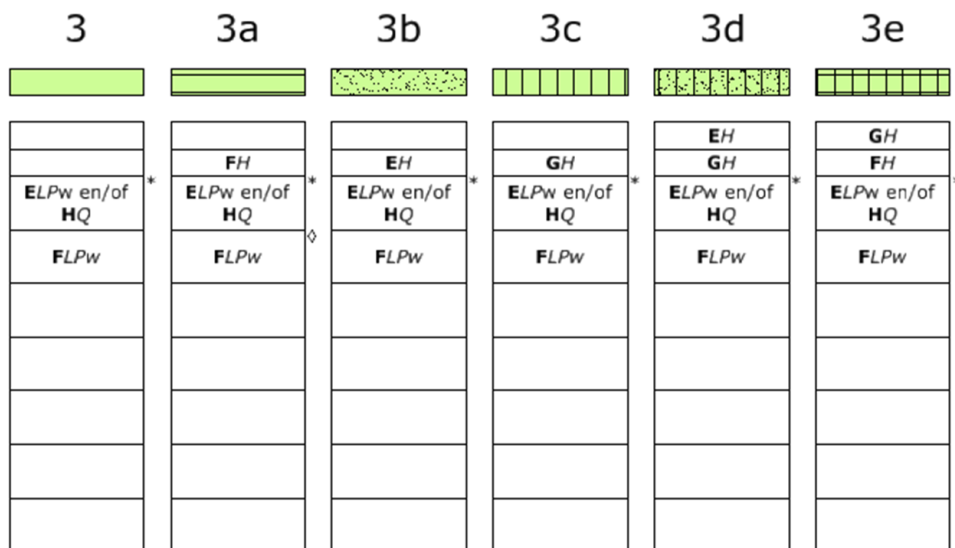 3 3a 3b 3c 3d 3e
EH GH
FH EH GH GH FH
* * * * * *
ELPw en/of ELPw en/of ELPw en/of ELPw en/of ELPw en/of ELPw en/of
HQ HQ HQ HQ HQ HQ
◊
FLPw FLPw FLPw FLPw FLPw FLPw